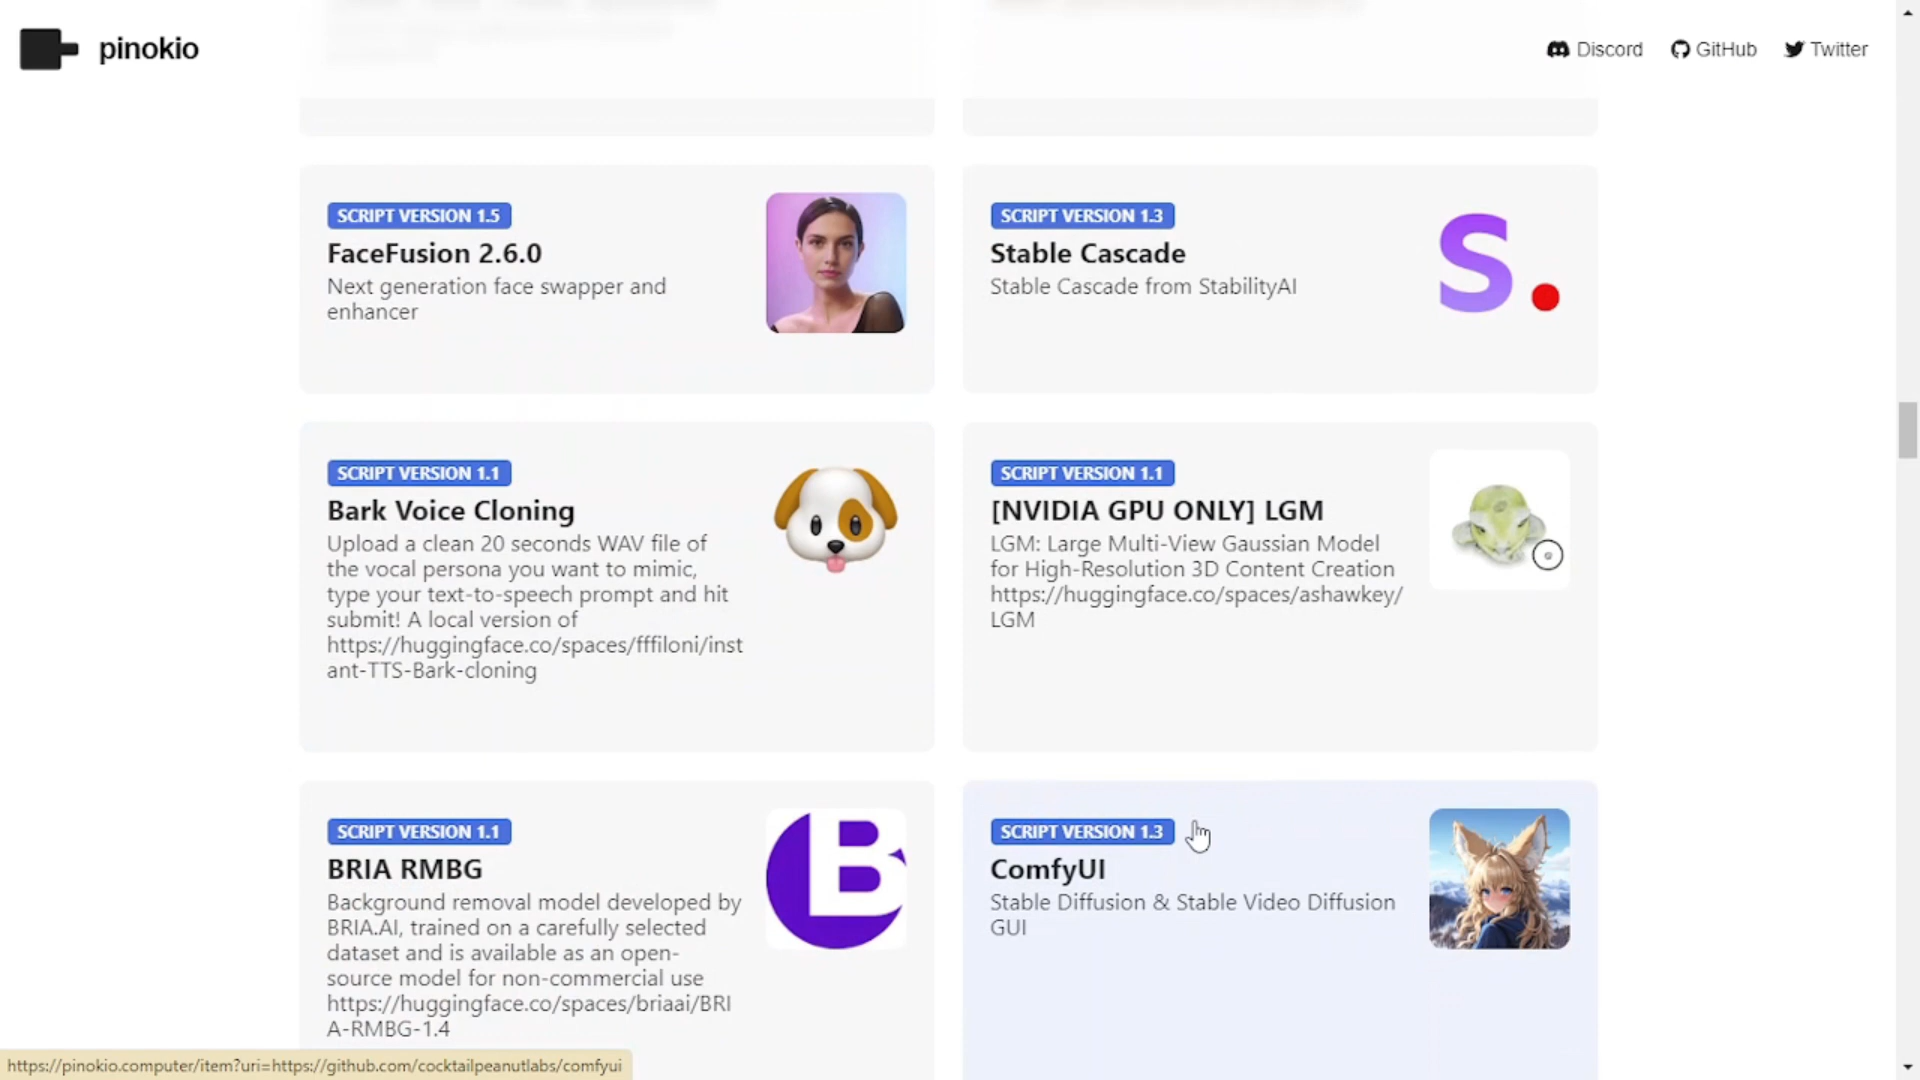 pinokio
Discord
GitHub
Twitter
SCRIPT VERSION 1.5
FaceFusion 2.6.0
Next generation face swapper and
enhancer
SCRIPT VERSION 1.3
Stable Cascade
Stable Cascade from StabilityAI
S.
SCRIPT VERSION 1.1
Bark Voice Cloning
Upload a clean 20 seconds WAV file of
the vocal persona you want to mimic,
type your text-to-speech prompt and hit
submit! A local version of
https://huggingface.co/spaces/fffiloni/inst
ant-TTS-Bark-cloning
SCRIPT VERSION 1.1
[NVIDIA GPU ONLY] LGM
LGM: Large Multi-View Gaussian Model
for High-Resolution 3D Content Creation
https://huggingface.co/spaces/ashawkey/
LGM
SCRIPT VERSION 1.1
BRIA RMBG
Background removal model developed by
BRIA.AI, trained on a carefully selected
dataset and is available as an open-
source model for non-commercial use
https://huggingface.co/spaces/briaai/BRI
A-RMBG-1.4
B
SCRIPT VERSION 1.3
ComfyUI
Stable Diffusion & Stable Video Diffusion
GUI
https://pinokio.computer/item?uri=https://github.com/cocktailpeanutlabs/comfyui